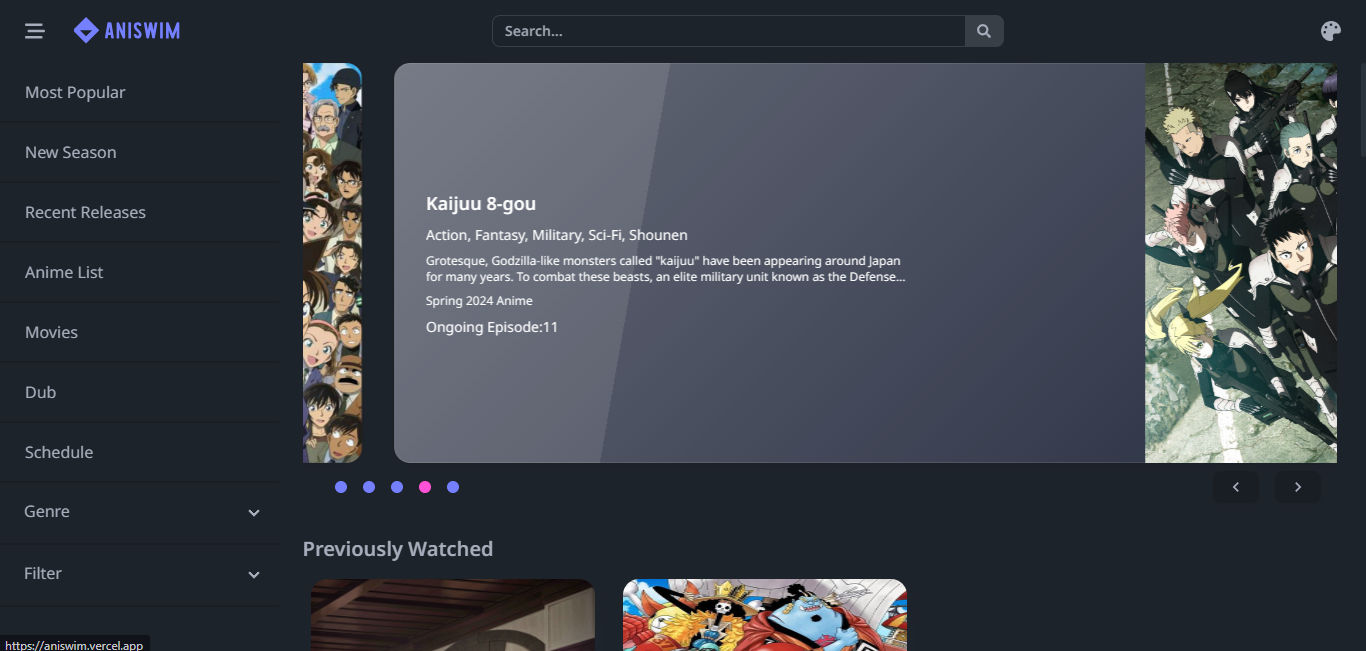 ANISWIM
Search...
Most Popular
New Season
Recent Releases
Anime List
Movies
Dub
Schedule
Genre
Filter
Kaijuu 8-gou
Action, Fantasy, Military, Sci-Fi, Shounen
Grotesque, Godzilla-like monsters called "kaijuu" have been appearing around Japan
for many years. To combat these beasts, an elite military unit known as the Defense...
Spring 2024 Anime
Ongoing Episode:11
Previously Watched
https://aniswim.vercel.app